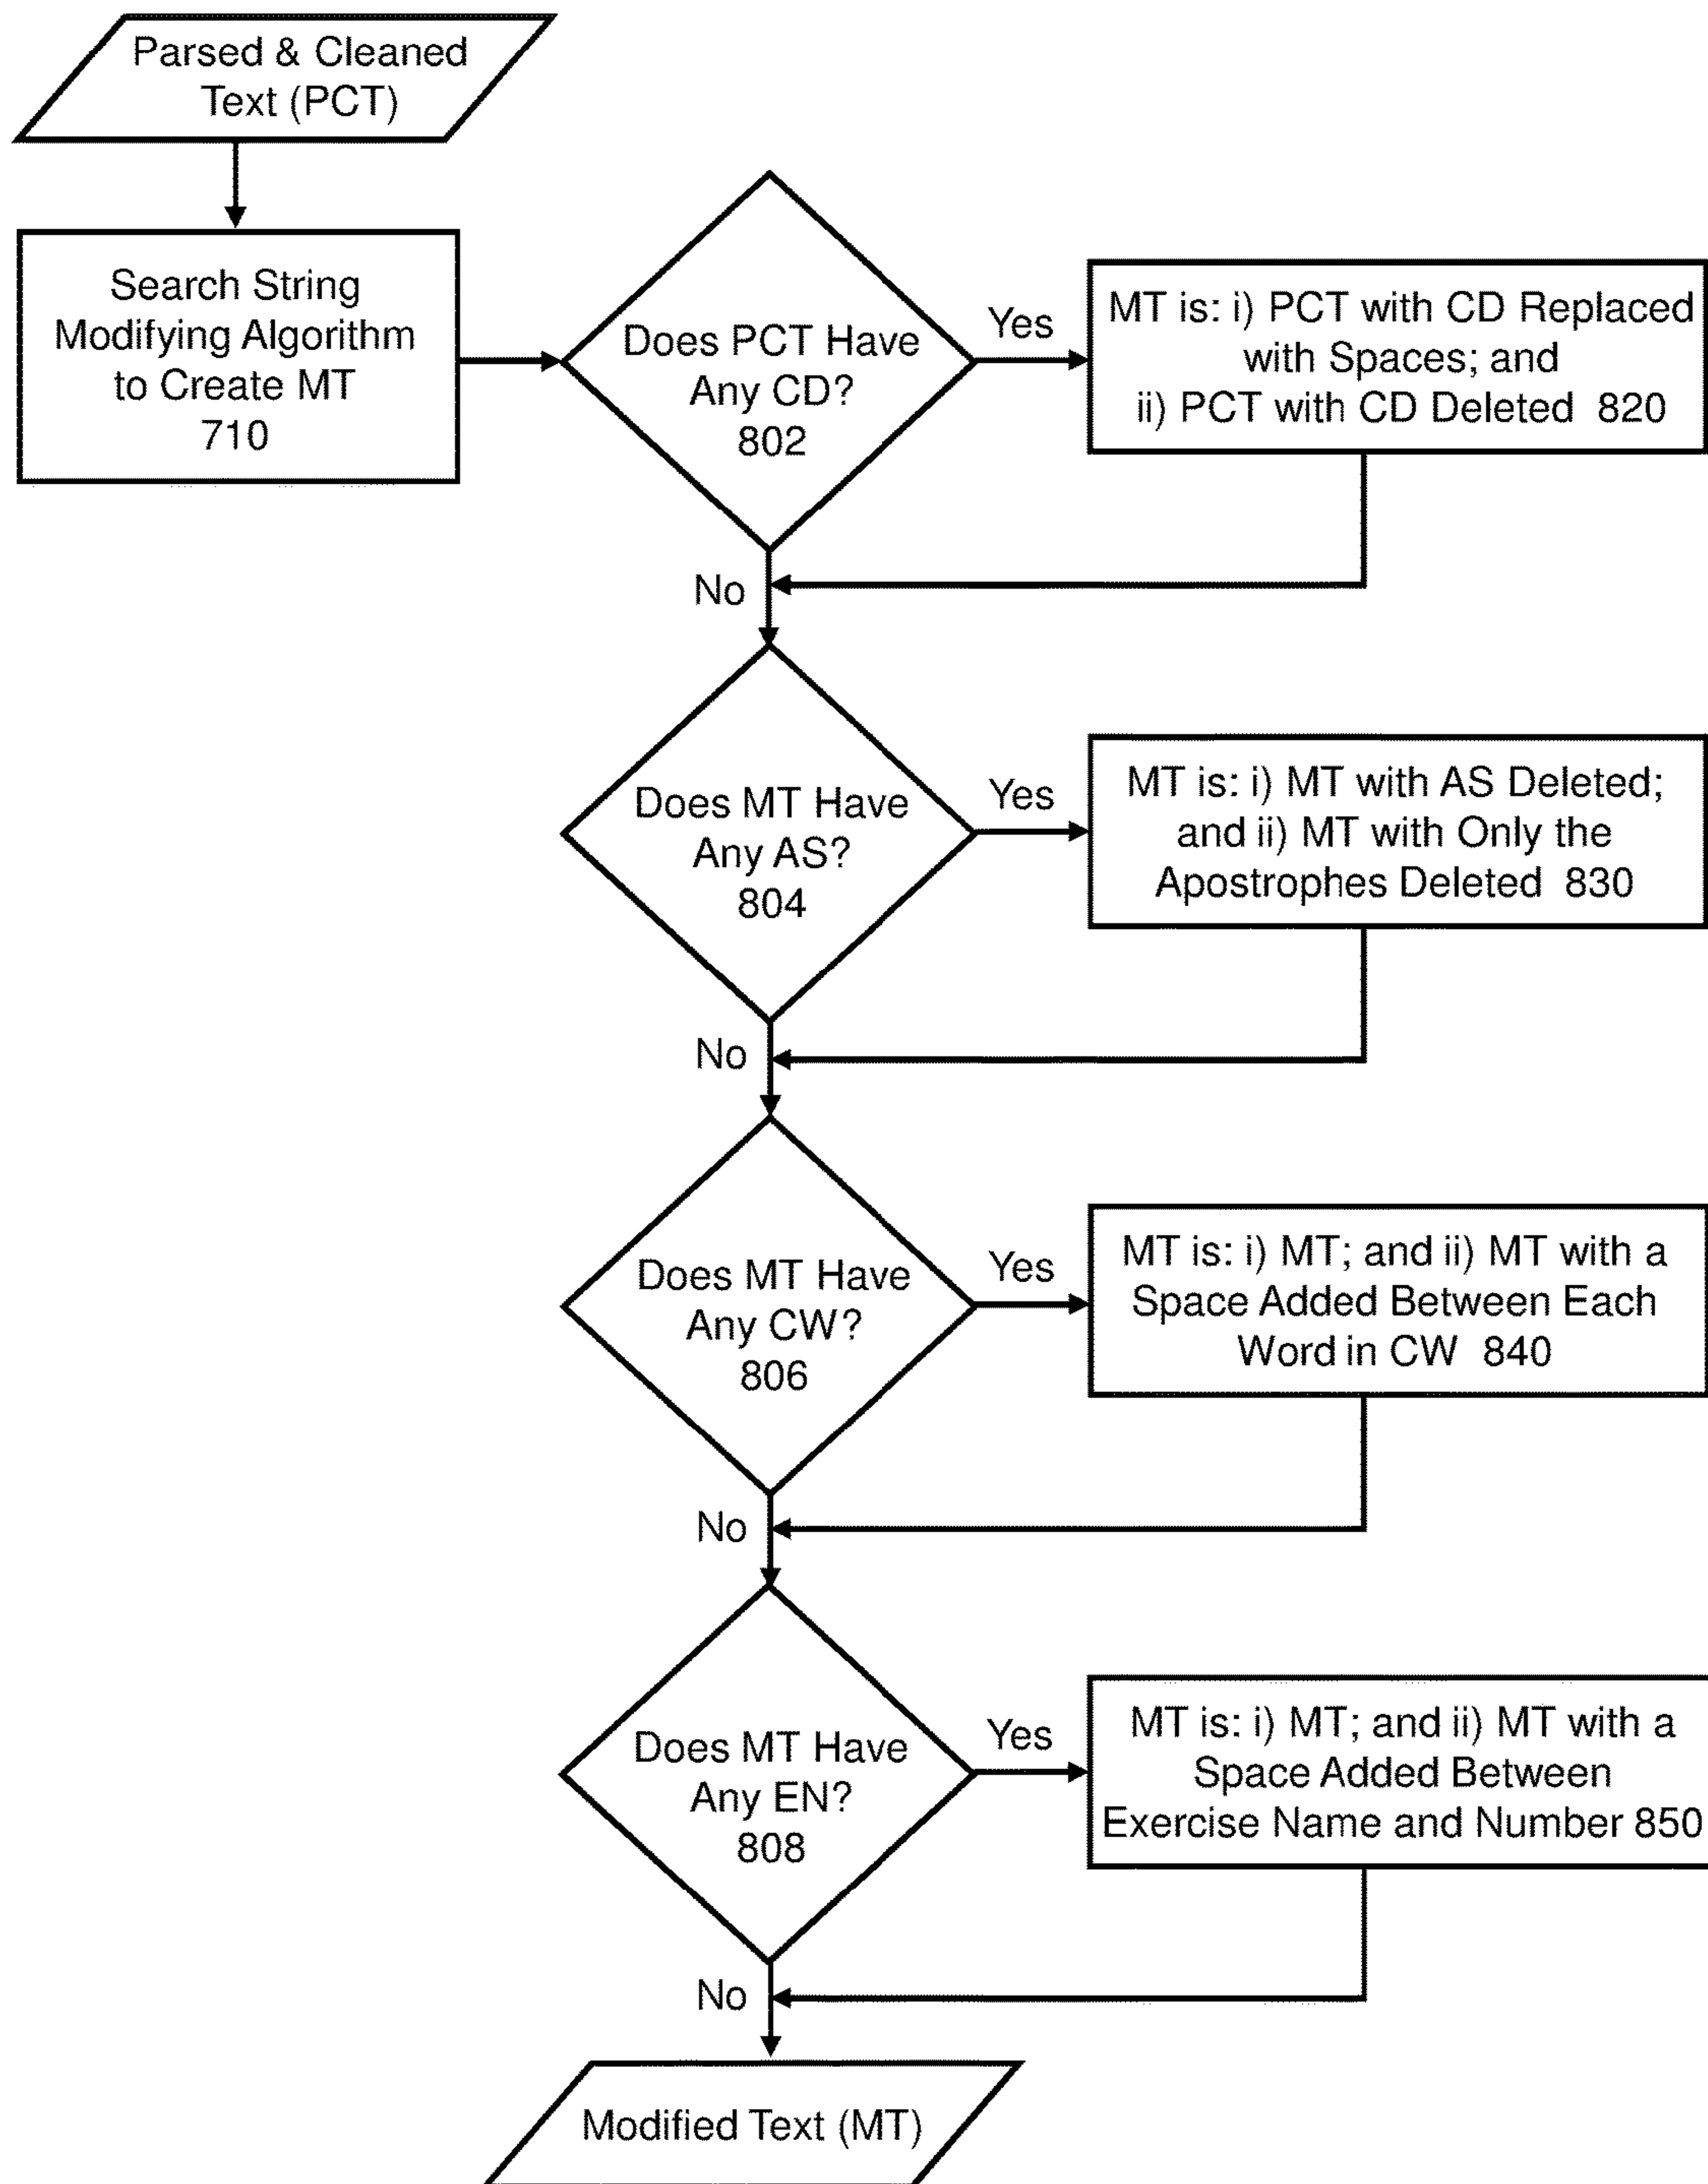 Parsed & Cleaned
Text (PCT)
Search String
Modifying Algorithm
to Create MT
710
Does PCT Have
Any CD?
802
Yes
MT is: i) PCT with CD Replaced
with Spaces; and
ii) PCT with CD Deleted 820
No
Does MT Have
Any AS?
804
Yes
MT is: i) MT with AS Deleted;
and ii) MT with Only the
Apostrophes Deleted 830
No
Does MT Have
Any CW?
806
Yes
MT is: i) MT; and ii) MT with a
Space Added Between Each
Word in CW 840
No
Does MT Have
Any EN?
808
Yes
MT is: i) MT; and ii) MT with a
Space Added Between
Exercise Name and Number 850
No
Modified Text (MT)